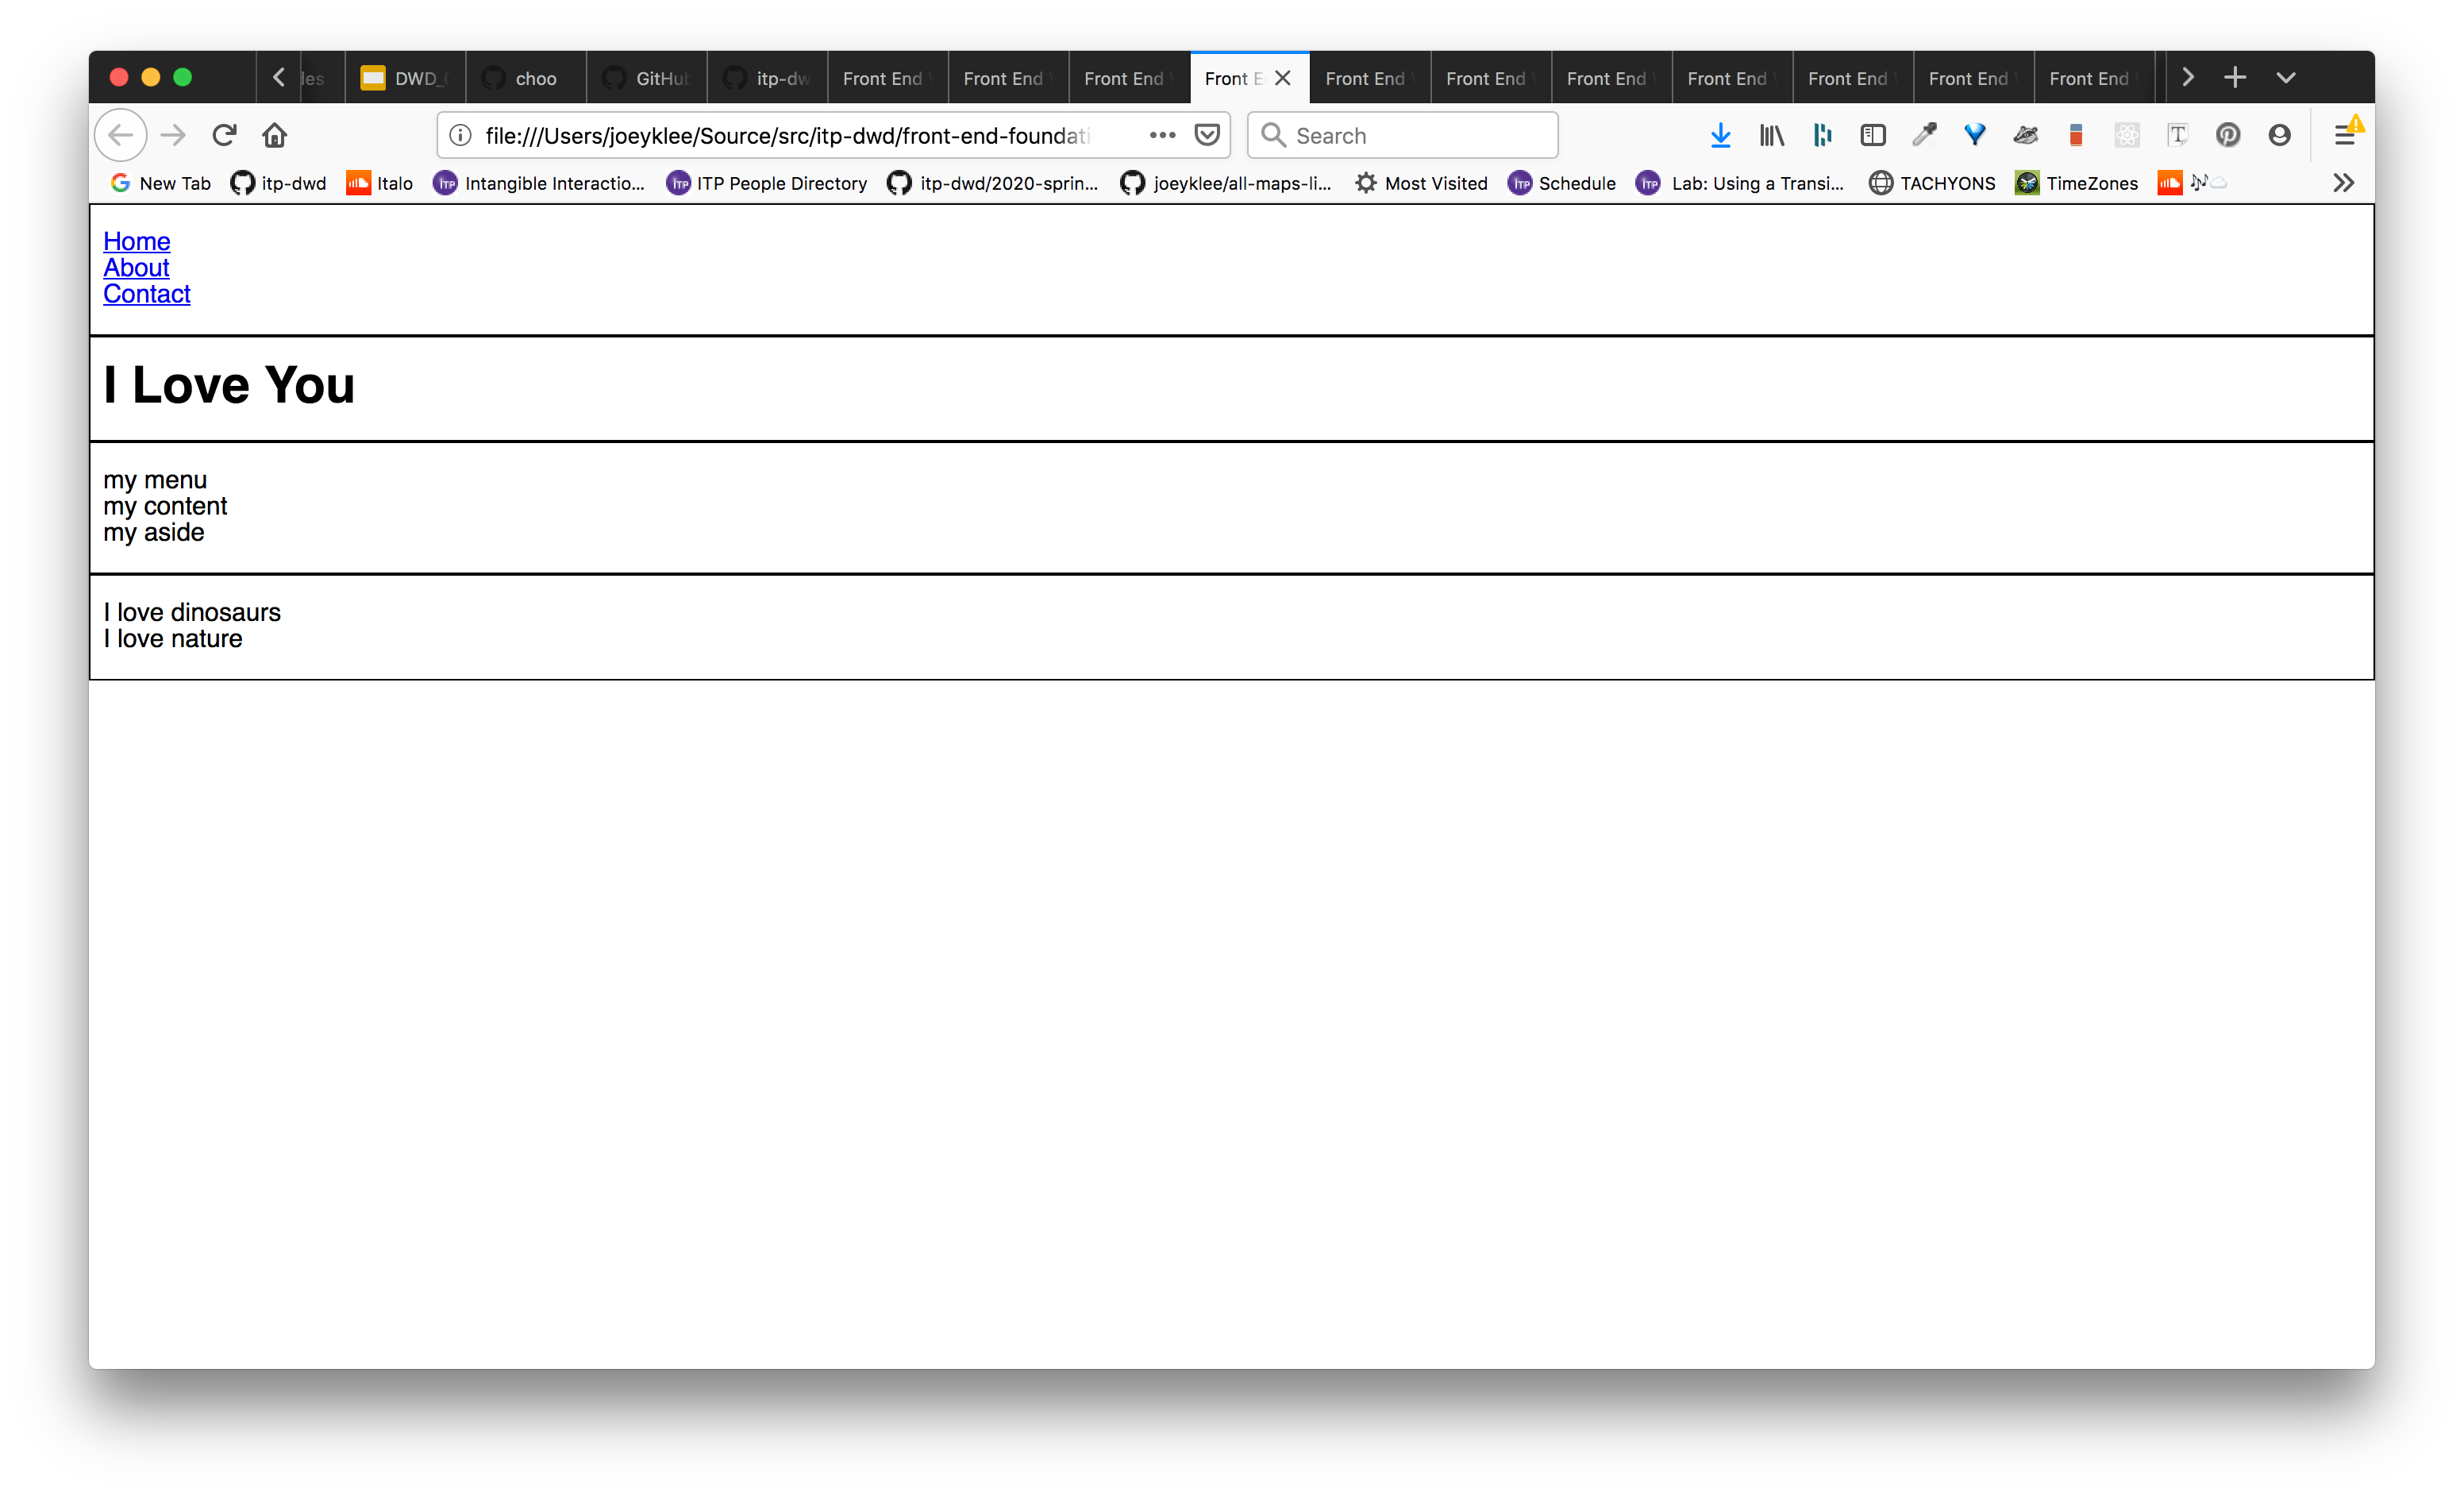 les DWD_ choo GitHub itp-dw Front End Front End Front End Front E Front End Front End Front End Front End Front End Front End Front End
file:///Users/joeyklee/Source/src/itp-dwd/front-end-foundati Search
New Tab itp-dwd Italo Intangible Interactio... ITP People Directory itp-dwd/2020-sprin... joeyklee/all-maps-li... Most Visited Schedule Lab: Using a Transi... TACHYONS TimeZones
Home
About
Contact
I Love You
my menu
my content
my aside
I love dinosaurs
I love nature